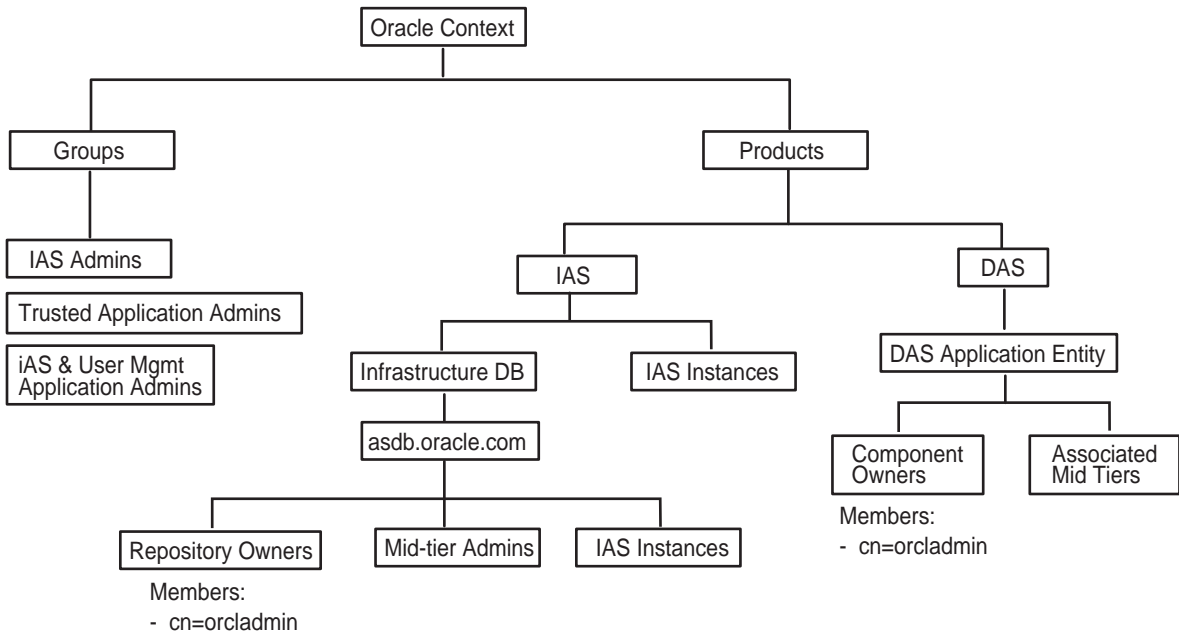 Oracle Context
Groups
Products
IAS Admins
Trusted Application Admins
iAS & User Mgmt
Application Admins
IAS
DAS
Infrastructure DB
IAS Instances
DAS Application Entity
asdb.oracle.com
Component
Owners
Associated
Mid Tiers
Members:
- cn=orcladmin
Repository Owners
Mid-tier Admins
IAS Instances
Members:
- cn=orcladmin